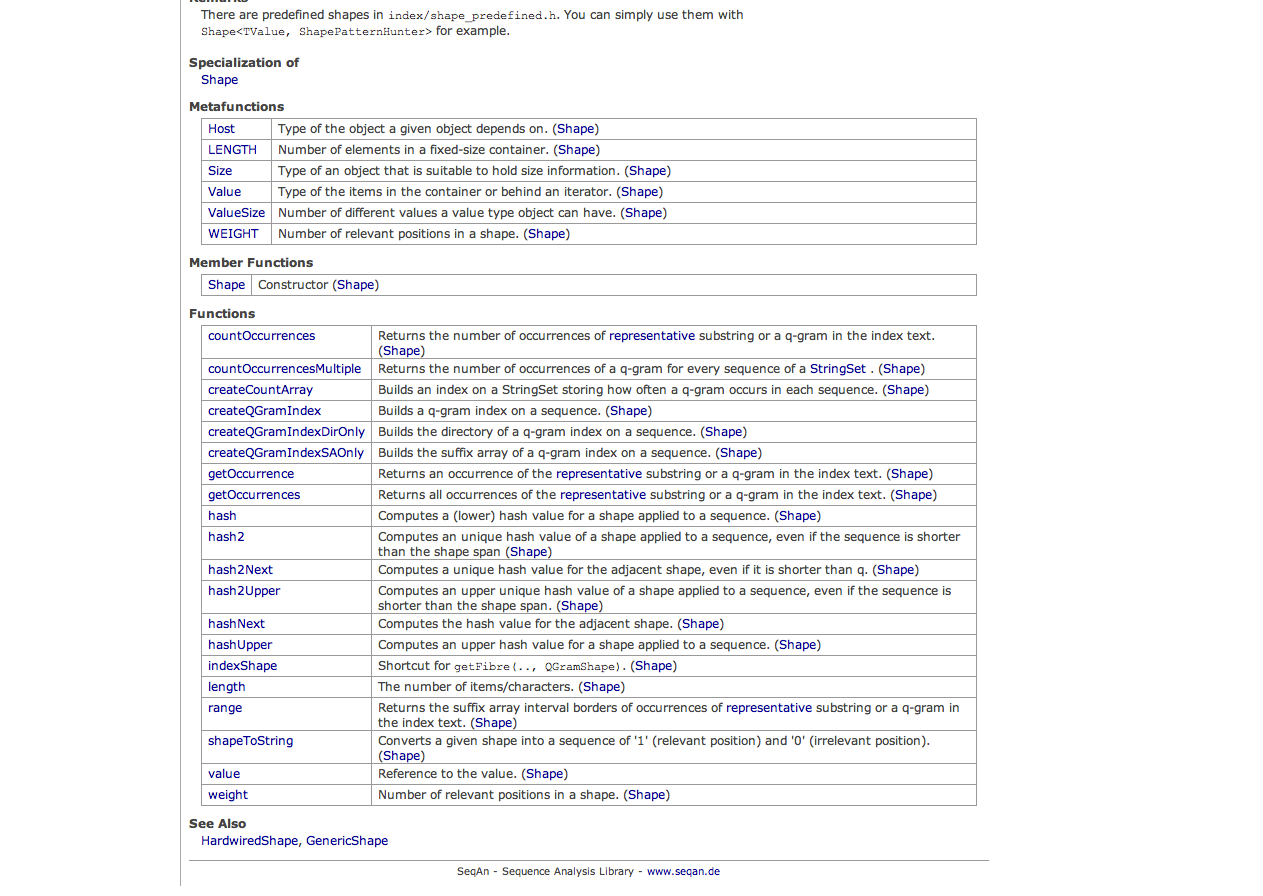 Remarks
There are predefined shapes in index/shape_predefined.h. You can simply use them with
Shape<TValue, ShapePatternHunter> for example.
Specialization of
Shape
Metafunctions
Host Type of the object a given object depends on. (Shape)
LENGTH Number of elements in a fixed-size container. (Shape)
Size Type of an object that is suitable to hold size information. (Shape)
Value Type of the items in the container or behind an iterator. (Shape)
ValueSize Number of different values a value type object can have. (Shape)
WEIGHT Number of relevant positions in a shape. (Shape)
Member Functions
Shape Constructor (Shape)
Functions
countOccurrences Returns the number of occurrences of representative substring or a q-gram in the index text.
(Shape)
countOccurrencesMultiple Returns the number of occurrences of a q-gram for every sequence of a StringSet . (Shape)
createCountArray Builds an index on a StringSet storing how often a q-gram occurs in each sequence. (Shape)
createQGramIndex Builds a q-gram index on a sequence. (Shape)
createQGramIndexDirOnly Builds the directory of a q-gram index on a sequence. (Shape)
createQGramIndexSAOnly Builds the suffix array of a q-gram index on a sequence. (Shape)
getOccurrence Returns an occurrence of the representative substring or a q-gram in the index text. (Shape)
getOccurrences Returns all occurrences of the representative substring or a q-gram in the index text. (Shape)
hash Computes a (lower) hash value for a shape applied to a sequence. (Shape)
hash2 Computes an unique hash value of a shape applied to a sequence, even if the sequence is shorter
than the shape span (Shape)
hash2Next Computes a unique hash value for the adjacent shape, even if it is shorter than q. (Shape)
hash2Upper Computes an upper unique hash value of a shape applied to a sequence, even if the sequence is
shorter than the shape span. (Shape)
hashNext Computes the hash value for the adjacent shape. (Shape)
hashUpper Computes an upper hash value for a shape applied to a sequence. (Shape)
indexShape Shortcut for getFibre(.., QGramShape). (Shape)
length The number of items/characters. (Shape)
range Returns the suffix array interval borders of occurrences of representative substring or a q-gram in
the index text. (Shape)
shapeToString Converts a given shape into a sequence of '1' (relevant position) and '0' (irrelevant position).
(Shape)
value Reference to the value. (Shape)
weight Number of relevant positions in a shape. (Shape)
See Also
HardwiredShape, GenericShape
SeqAn - Sequence Analysis Library - www.seqan.de